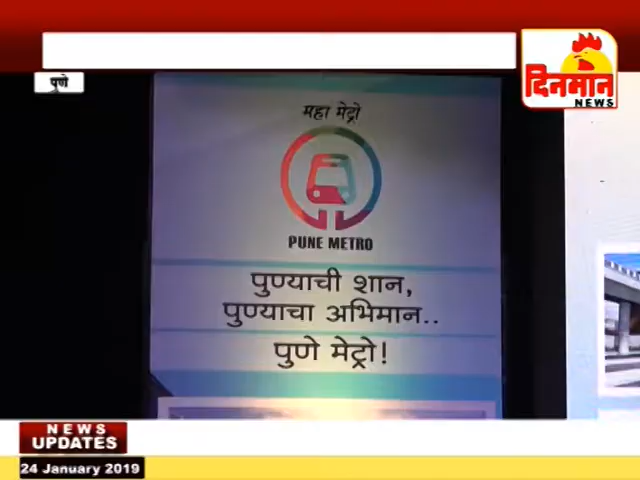 दिनमान
NEWS
पुणे
महा मेट्रो
PUNE METRO
पुण्याची शान,
पुण्याचा अभिमान..
पुणे मेट्रो!
NEWS
UPDATES
24 January 2019